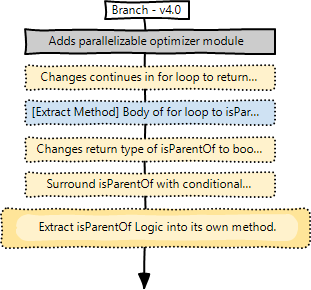 Branch - v4.0
Adds parallelizable optimizer module
Changes continues in for loop to return...
[Extract Method] Body of for loop to isPar...
Changes return type of isParentOf to boo...
Surround isParentOf with conditional...
Extract isParentOf Logic into its own method.